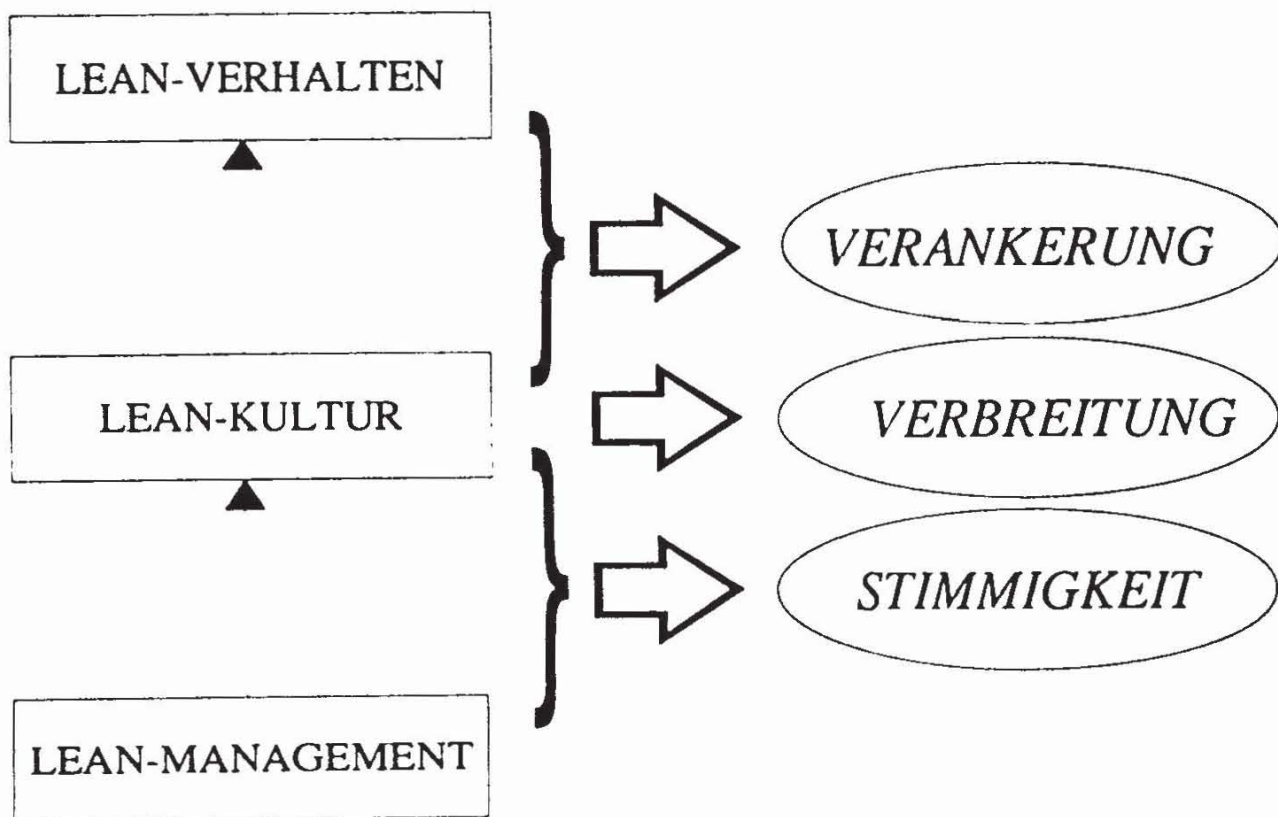 LEAN-VERHALTEN
VERANKERUNG
LEAN-KULTUR
VERBREITUNG
STIMMIGKEIT
LEAN-MANAGEMENT